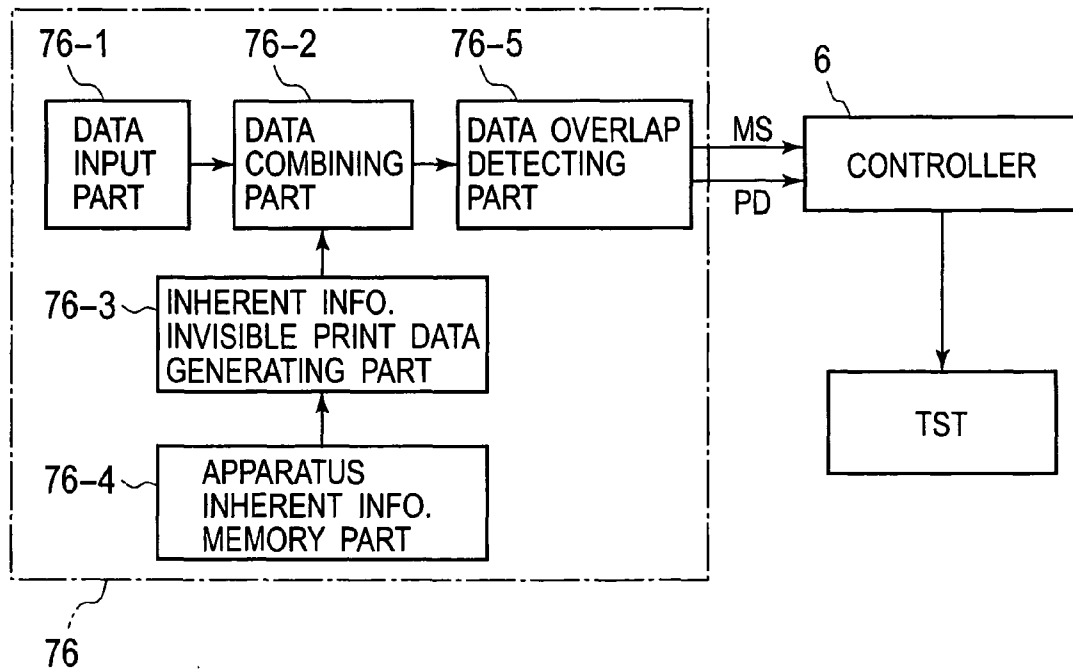 76-1
76-2
76-5
6
DATA
INPUT
PART
DATA
COMBINING
PART
DATA OVERLAP
DETECTING
PART
MS
PD
CONTROLLER
76-3
INHERENT INFO.
INVISIBLE PRINT DATA
GENERATING PART
TST
76-4
APPARATUS
INHERENT INFO.
MEMORY PART
76